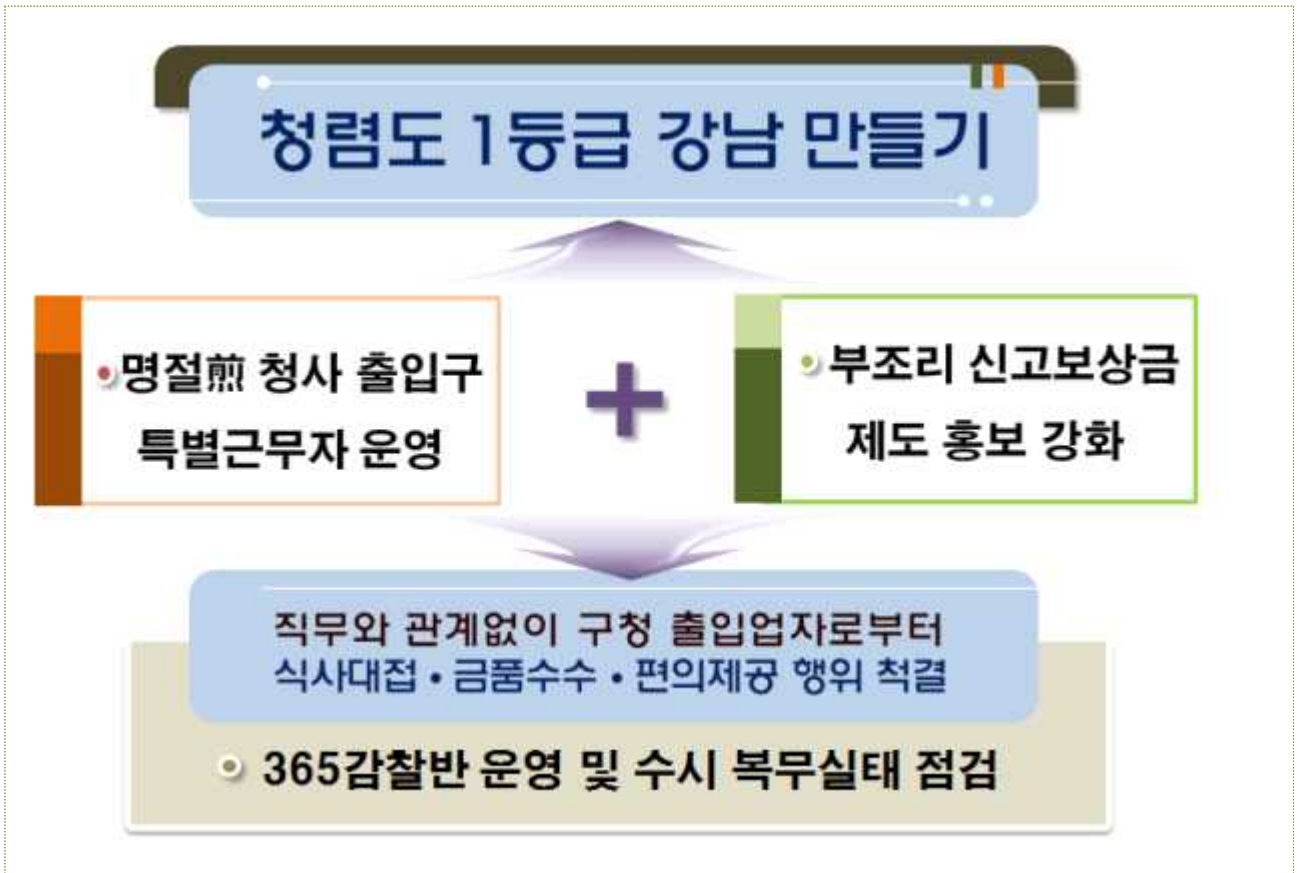 청렴도 1등급 강남 만들기
•명절煎 청사 출입구
특별근무자 운영
+
•부조리 신고보상금
제도 홍보 강화
직무와 관계없이 구청 출입업자로부터
식사대접•금품수수•편의제공 행위 척결
• 365감찰반 운영 및 수시 복무실태 점검